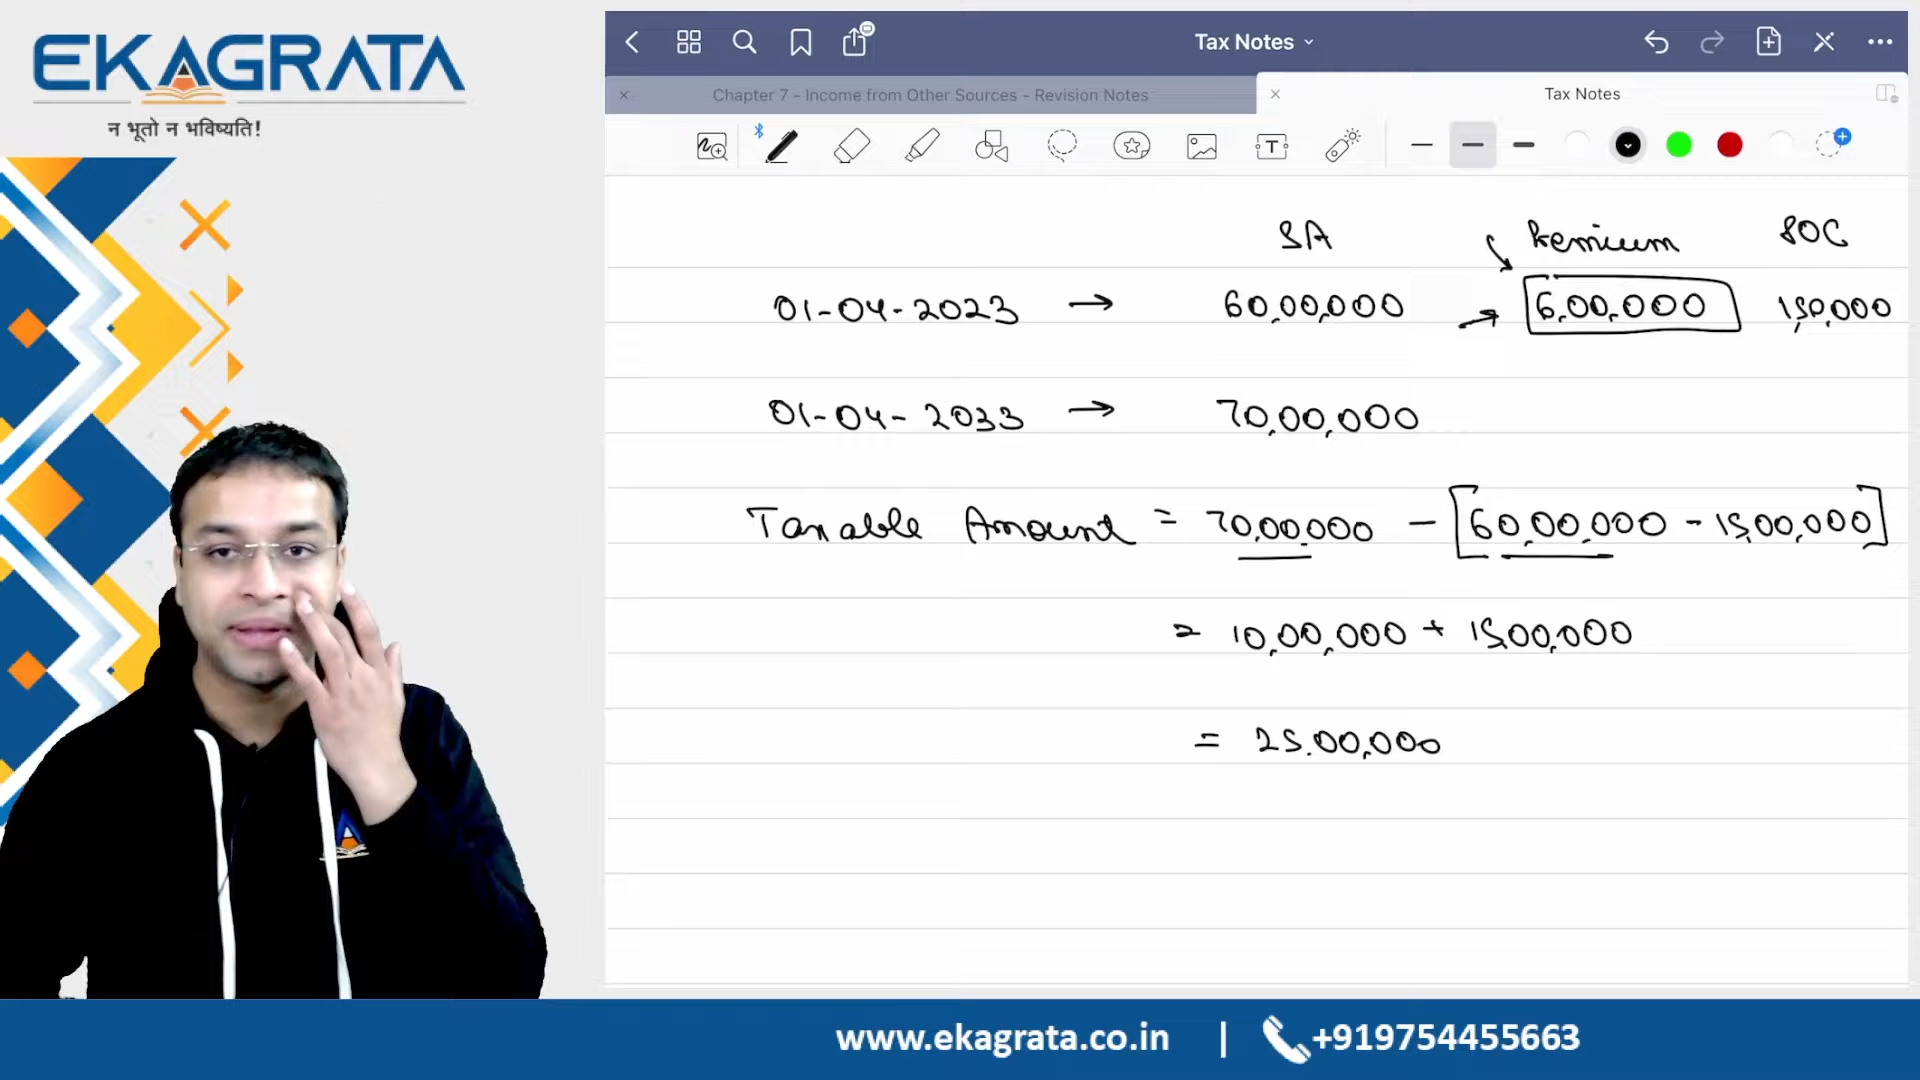 EKAGRATA
न भूतो न भविष्यति!
Tax Notes
Chapter 7 - Income from Other Sources - Revision Notes
Tax Notes
T
SA Premium 80C
01-04-2023 → 60,00,000 → 6,00,000 1,50,000
01-04-2033 → 70,00,000
Taxable Amount = 70,00,000 - [60,00,000 - 15,00,000]
= 10,00,000 + 15,00,000
= 25.00,000
www.ekagrata.co.in | +919754455663